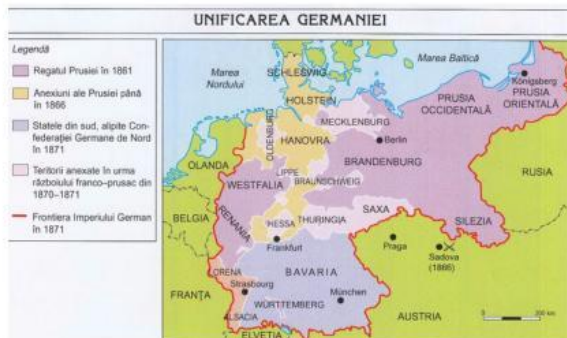 UNIFICAREA GERMANIEI
Legendă
Regatul Prusiei în 1861
Anexiuni ale Prusiei până
în 1866
Statele din sud, alipite Con-
federației Germane de Nord
în 1871
Teritorii anexate în urma
războiului franco–prusac din
1870–1871
Frontiera Imperiului German
în 1871
Marea
Nordului
Marea Baltică
SCHLESWIG
HOLSTEIN
Königsberg
PRUSIA
OCCIDENTALĂ
PRUSIA
ORIENTALĂ
MECKLENBURG
OLDENBURG
HANOVRA
Berlin
OLANDA
LIPPE
BRAUNSCHWEIG
BRANDENBURG
RUSIA
WESTFALIA
BELGIA
RENANIA
HESSA
THURINGIA
SAXA
SILEZIA
Frankfurt
Praga
Sadova
(1866)
LORENA
BAVARIA
Strasbourg
FRANȚA
WÜRTTEMBERG
München
ALSACIA
AUSTRIA
ELVEȚIA
200 km